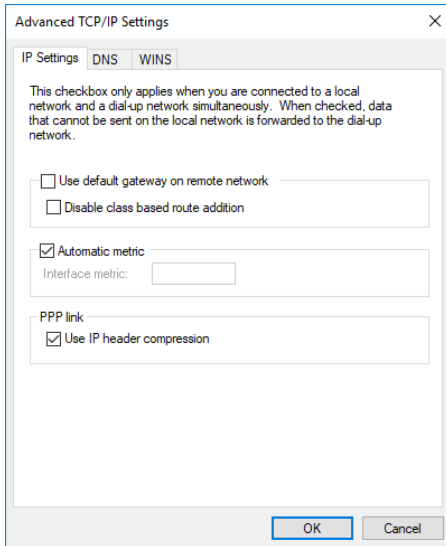 Advanced TCP/IP Settings
IP Settings DNS WINS
This checkbox only applies when you are connected to a local
network and a dial-up network simultaneously. When checked, data
that cannot be sent on the local network is forwarded to the dial-up
network.
Use default gateway on remote network
Disable class based route addition
Automatic metric
Interface metric:
PPP link
Use IP header compression
OK Cancel